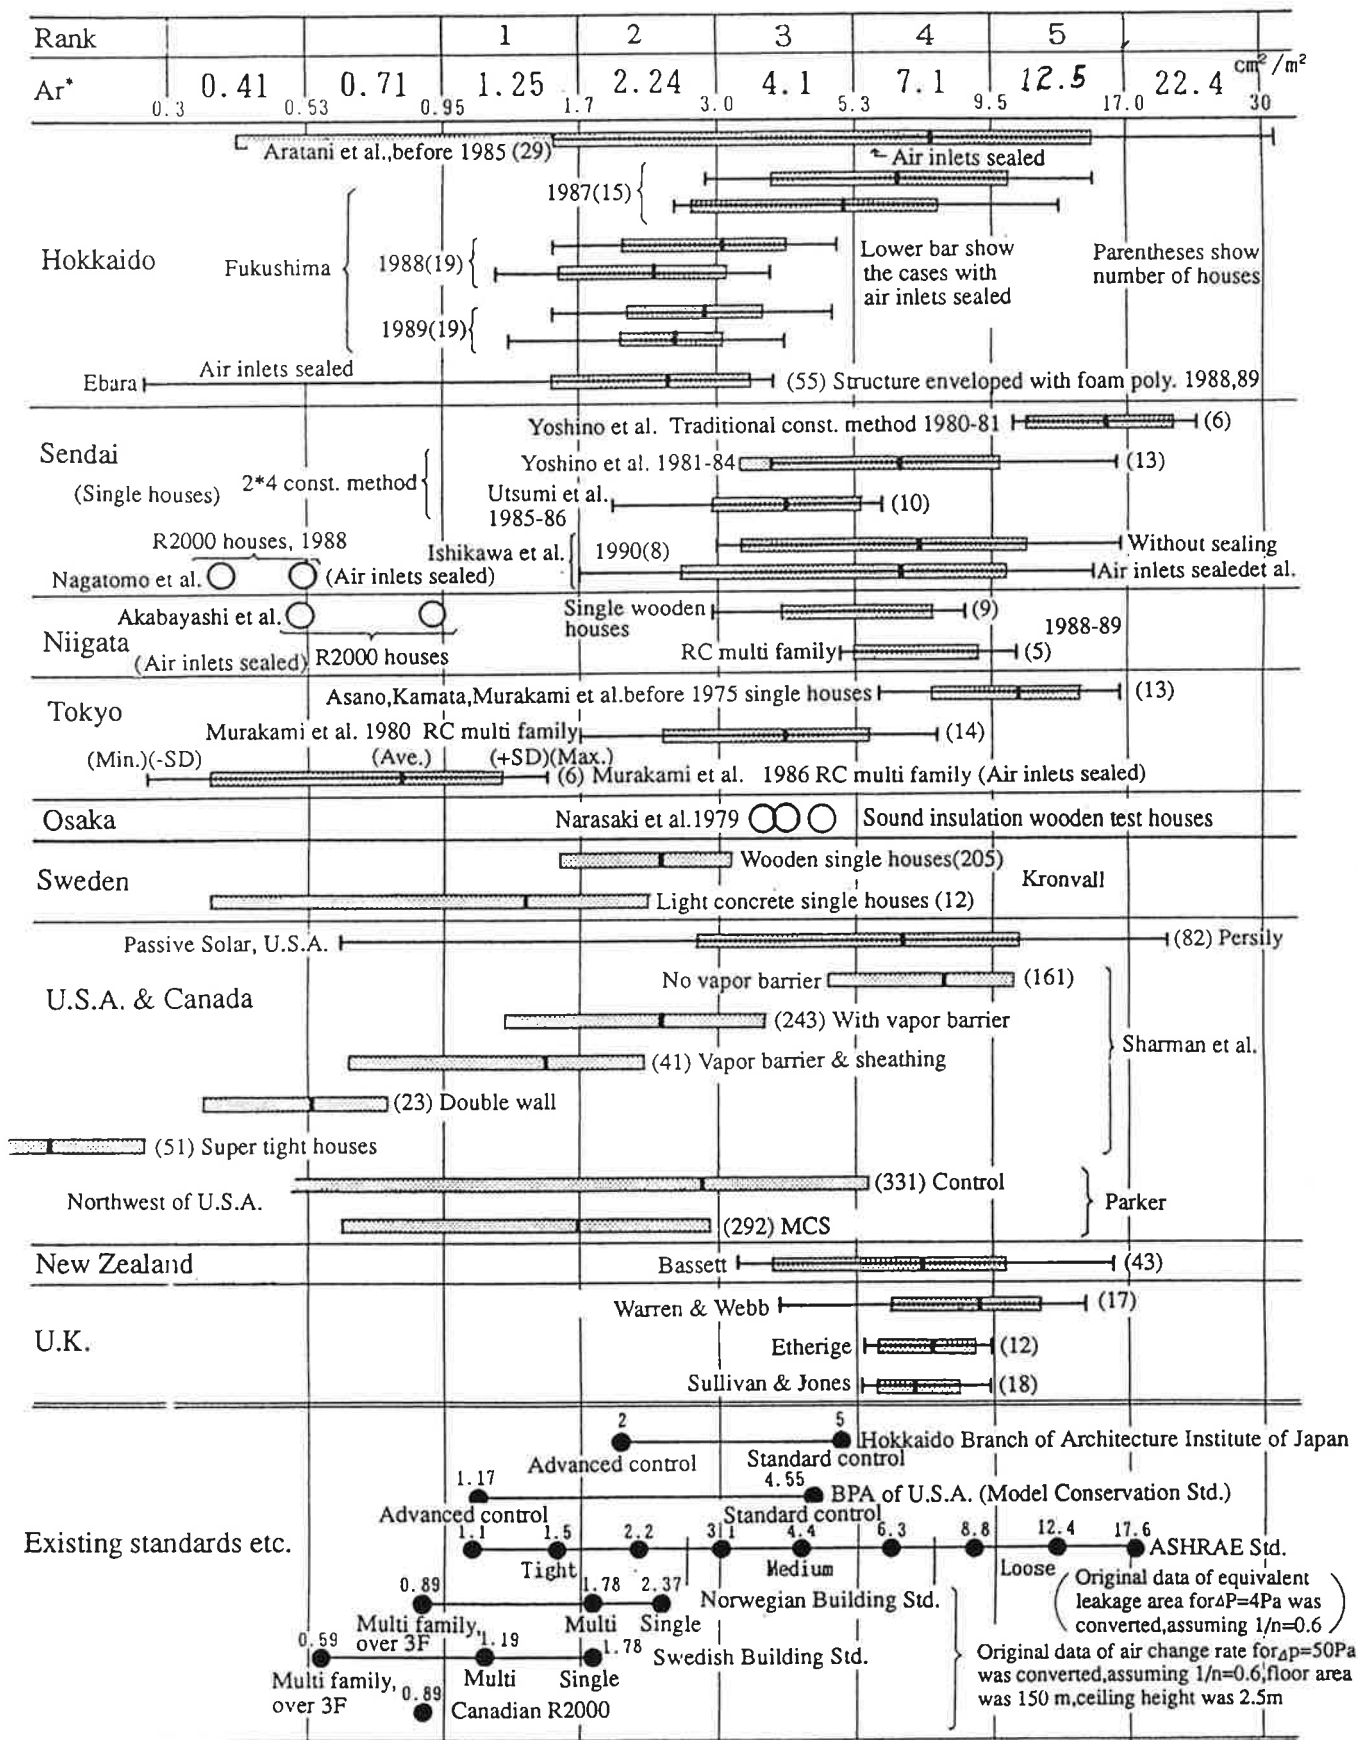 Rank 1 2 3 4 5
Ar* 0.41 0.71 1.25 2.24 4.1 7.1 12.5 22.4 cm²/m²
0.3 0.53 0.95 1.7 3.0 5.3 9.5 17.0 30
Aratani et al.,before 1985 (29)
Air inlets sealed
1987(15)
Hokkaido
Fukushima
1988(19)
Lower bar show
the cases with
air inlets sealed
Parentheses show
number of houses
1989(19)
Air inlets sealed
Ebara (55) Structure enveloped with foam poly. 1988,89
Yoshino et al. Traditional const. method 1980-81 (6)
Sendai
(Single houses)
2*4 const. method
Yoshino et al. 1981-84 (13)
Utsumi et al.
1985-86
(10)
R2000 houses, 1988
Ishikawa et al. 1990(8) Without sealing
Nagatomo et al. (Air inlets sealed) Air inlets sealedet al.
Akabayashi et al. Single wooden
houses
(9)
Niigata
1988-89
(Air inlets sealed) R2000 houses RC multi family (5)
Asano,Kamata,Murakami et al.before 1975 single houses (13)
Tokyo
Murakami et al. 1980 RC multi family (14)
(Min.)(-SD) (Ave.) (+SD)(Max.)
(6) Murakami et al. 1986 RC multi family (Air inlets sealed)
Osaka Narasaki et al.1979 Sound insulation wooden test houses
Wooden single houses(205)
Sweden Kronvall
Light concrete single houses (12)
Passive Solar, U.S.A. (82) Persily
No vapor barrier (161)
U.S.A. & Canada
(243) With vapor barrier
Sharman et al.
(41) Vapor barrier & sheathing
(23) Double wall
(51) Super tight houses
(331) Control
Northwest of U.S.A. Parker
(292) MCS
New Zealand Bassett (43)
Warren & Webb (17)
U.K.
Etherige (12)
Sullivan & Jones (18)
2 5
Hokkaido Branch of Architecture Institute of Japan
Advanced control Standard control
1.17 4.55
BPA of U.S.A. (Model Conservation Std.)
Advanced control Standard control
Existing standards etc.
1.1 1.5 2.2 3.1 4.4 6.3 8.8 12.4 17.6
ASHRAE Std.
Tight Medium Loose
(Original data of equivalent
leakage area for ΔP=4Pa was
converted,assuming 1/n=0.6)
0.89 1.78 2.37
Norwegian Building Std.
Multi family,
over 3F
Multi Single
0.59 1.19 1.78
Swedish Building Std.
Multi family,
over 3F
Multi Single
Original data of air change rate for Δp=50Pa
was converted,assuming 1/n=0.6,floor area
was 150 m,ceiling height was 2.5m
0.89
Canadian R2000